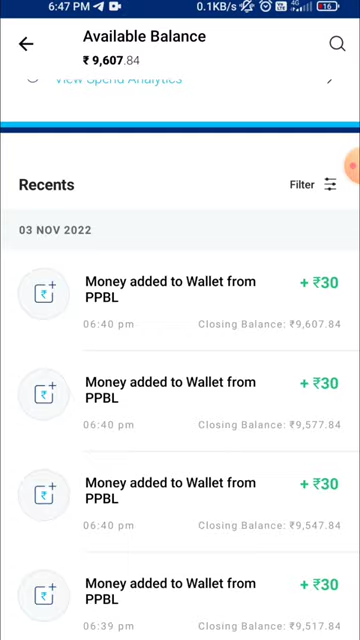 6:47 PM
0.1KB/s
4G
16
Available Balance
₹ 9,607.84
View Spend Analytics
Recents
Filter
03 NOV 2022
Money added to Wallet from
PPBL
+ ₹30
06:40 pm
Closing Balance: ₹9,607.84
Money added to Wallet from
PPBL
+ ₹30
06:40 pm
Closing Balance: ₹9,577.84
Money added to Wallet from
PPBL
+ ₹30
06:40 pm
Closing Balance: ₹9,547.84
Money added to Wallet from
PPBL
+ ₹30
06:39 pm
Closing Balance: ₹9,517.84